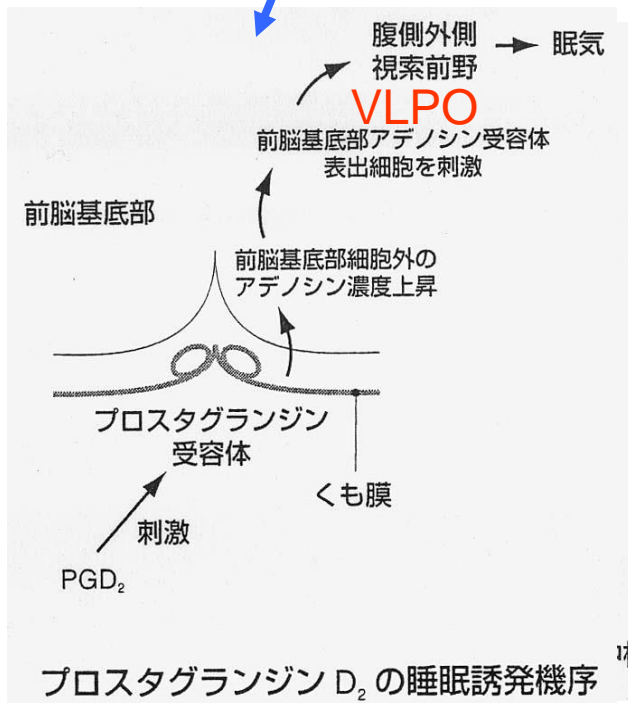 腹側外側
視索前野
→ 眠気
VLPO
前脳基底部アデノシン受容体
表出細胞を刺激
前脳基底部
前脳基底部細胞外の
アデノシン濃度上昇
プロスタグランジン
受容体
くも膜
刺激
PGD₂
プロスタグランジン D₂ の睡眠誘発機序